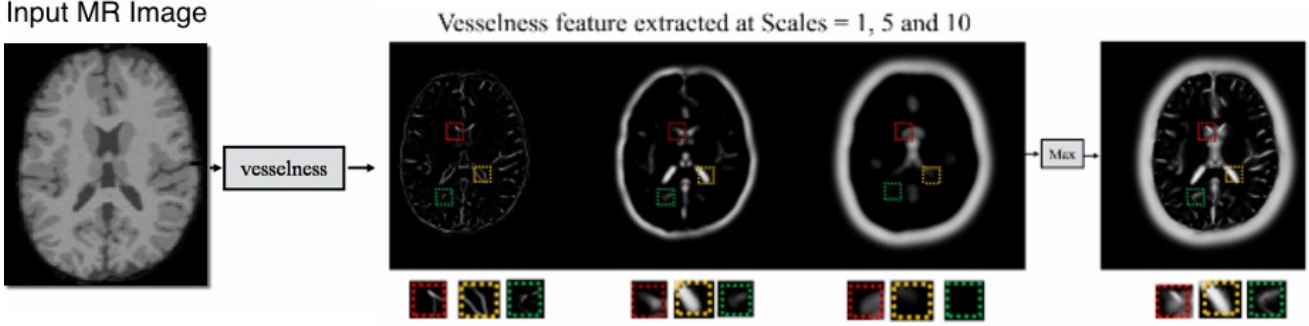 Input MR Image
Vesselness feature extracted at Scales = 1, 5 and 10
vesselness
Max